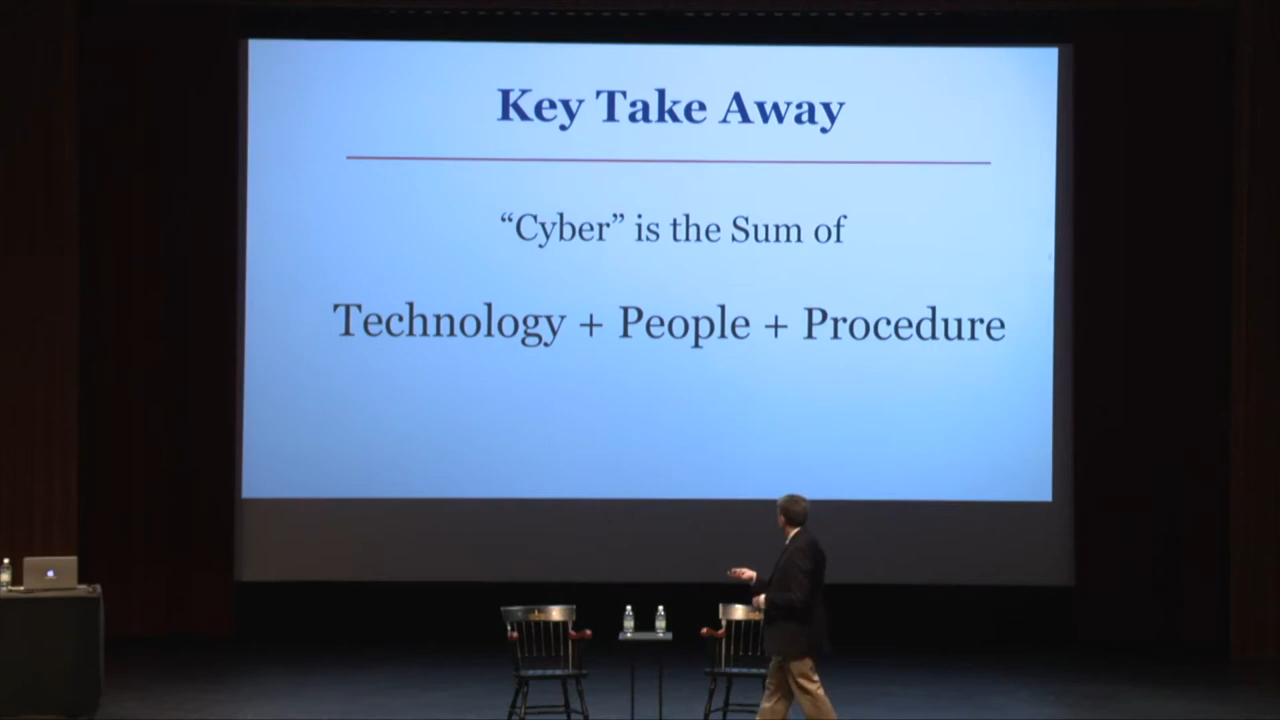 Key Take Away
“Cyber” is the Sum of
Technology + People + Procedure